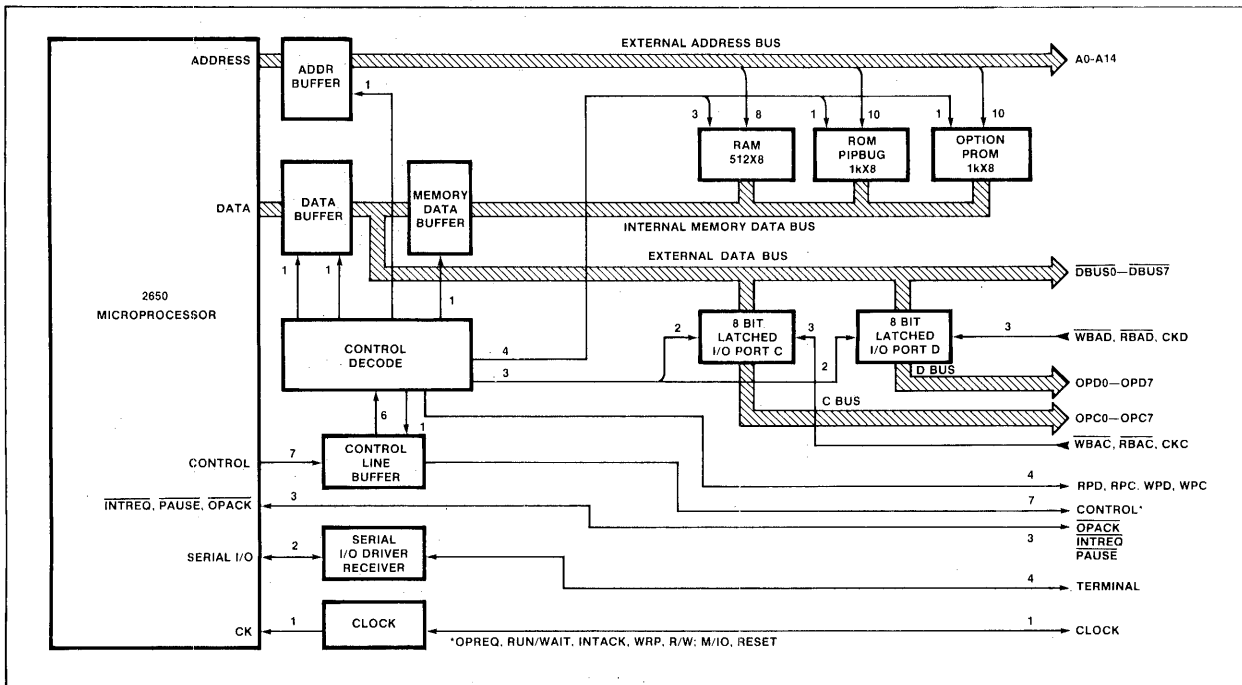 EXTERNAL ADDRESS BUS
ADDRESS
ADDR
BUFFER
A0-A14
1
3
8
1
10
1
10
RAM
512X8
ROM
PIPBUG
1kX8
OPTION
PROM
1kX8
DATA
DATA
BUFFER
MEMORY
DATA
BUFFER
INTERNAL MEMORY DATA BUS
EXTERNAL DATA BUS
DBUS0—DBUS7
1
1
1
2650
MICROPROCESSOR
CONTROL
DECODE
4
3
2
8 BIT
LATCHED
I/O PORT C
3
2
8 BIT
LATCHED
I/O PORT D
3
WBAD, RBAD, CKD
D BUS
OPD0—OPD7
C BUS
OPC0—OPC7
6
1
WBAC, RBAC, CKC
CONTROL
7
CONTROL
LINE
BUFFER
4
RPD, RPC. WPD, WPC
7
CONTROL*
INTREQ, PAUSE, OPACK
3
3
OPACK
INTREQ
PAUSE
SERIAL I/O
2
SERIAL
I/O DRIVER
RECEIVER
4
TERMINAL
CK
1
CLOCK
1
CLOCK
*OPREQ, RUN/WAIT, INTACK, WRP, R/W; M/IO, RESET